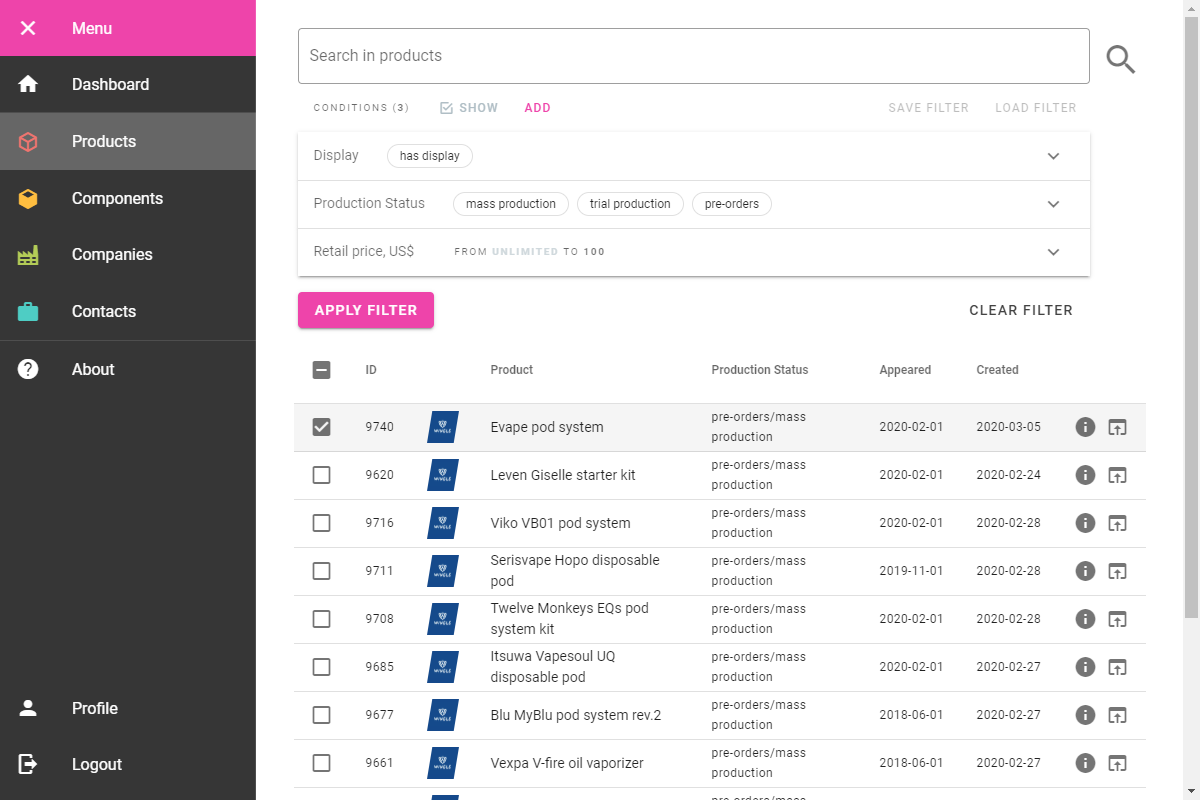 Menu
Dashboard
Products
Components
Companies
Contacts
About
Profile
Logout
Search in products
CONDITIONS (3) SHOW ADD SAVE FILTER LOAD FILTER
Display has display
Production Status mass production trial production pre-orders
Retail price, US$ FROM UNLIMITED TO 100
APPLY FILTER CLEAR FILTER
ID Product Production Status Appeared Created
9740 Evape pod system pre-orders/mass production 2020-02-01 2020-03-05
9620 Leven Giselle starter kit pre-orders/mass production 2020-02-01 2020-02-24
9716 Viko VB01 pod system pre-orders/mass production 2020-02-01 2020-02-28
9711 Serisvape Hopo disposable pod pre-orders/mass production 2019-11-01 2020-02-28
9708 Twelve Monkeys EQs pod system kit pre-orders/mass production 2020-02-01 2020-02-28
9685 Itsuwa Vapesoul UQ disposable pod pre-orders/mass production 2020-02-01 2020-02-27
9677 Blu MyBlu pod system rev.2 pre-orders/mass production 2018-06-01 2020-02-27
9661 Vexpa V-fire oil vaporizer pre-orders/mass production 2018-06-01 2020-02-27